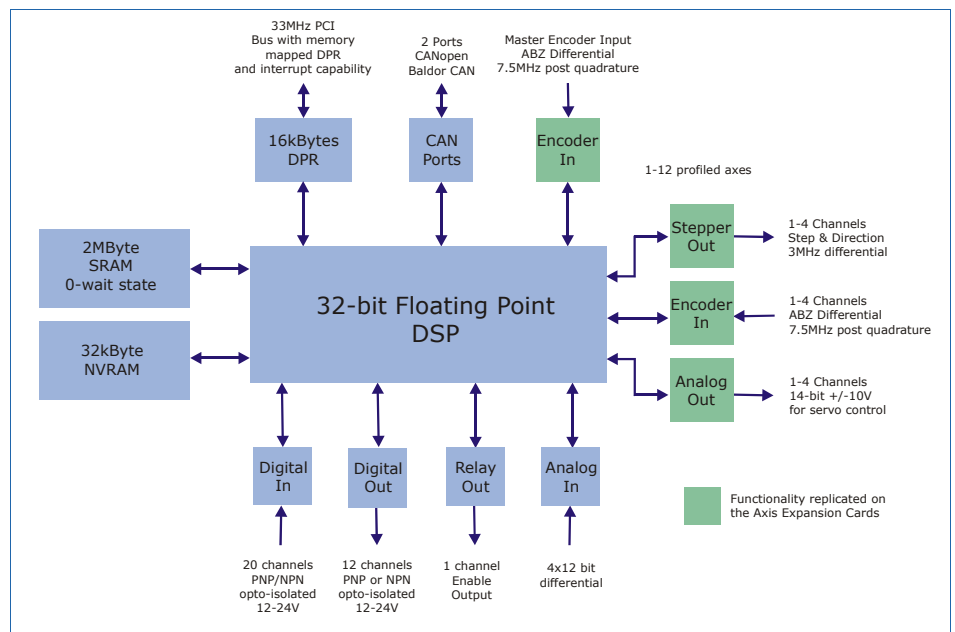 33MHz PCI
Bus with memory
mapped DPR
and interrupt capability
2 Ports
CANopen
Baldor CAN
Master Encoder Input
ABZ Differential
7.5MHz post quadrature
16kBytes
DPR
CAN
Ports
Encoder
In
1-12 profiled axes
2MByte
SRAM
0-wait state
32kByte
NVRAM
32-bit Floating Point
DSP
Stepper
Out
1-4 Channels
Step & Direction
3MHz differential
Encoder
In
1-4 Channels
ABZ Differential
7.5MHz post quadrature
Analog
Out
1-4 Channels
14-bit +/-10V
for servo control
Digital
In
Digital
Out
Relay
Out
Analog
In
Functionality replicated on
the Axis Expansion Cards
20 channels
PNP/NPN
opto-isolated
12-24V
12 channels
PNP or NPN
opto-isolated
12-24V
1 channel
Enable
Output
4x12 bit
differential